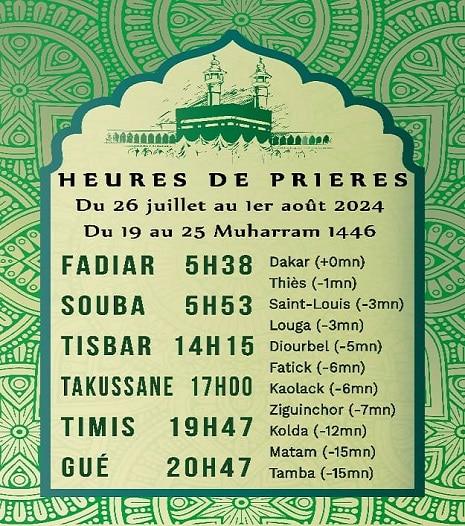 HEURES DE PRIERES
Du 26 juillet au 1er août 2024
Du 19 au 25 Muharram 1446
FADIAR 5H38
SOUBA 5H53
TISBAR 14H15
TAKUSSANE 17H00
TIMIS 19H47
GUÉ 20H47
Dakar (+0mn)
Thiès (-1mn)
Saint-Louis (-3mn)
Louga (-3mn)
Diourbel (-5mn)
Fatick (-6mn)
Kaolack (-6mn)
Ziguinchor (-7mn)
Kolda (-12mn)
Matam (-15mn)
Tamba (-15mn)